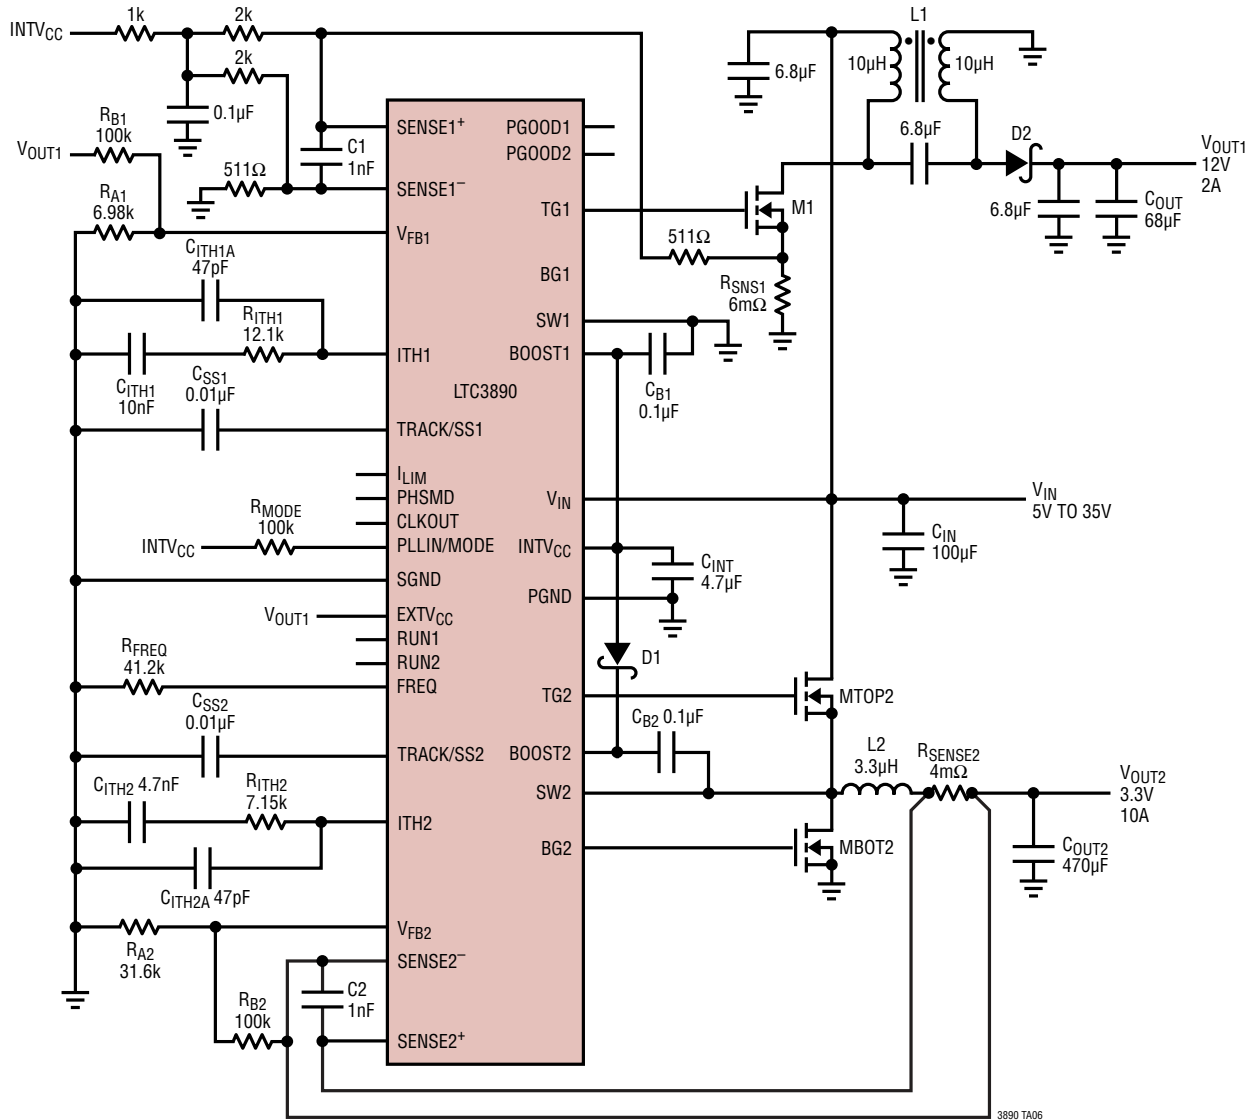 INTVCC
1k
2k
2k
0.1µF
RB1
100k
VOUT1
RA1
6.98k
511Ω
C1
1nF
CITH1A
47pF
RITH1
12.1k
CITH1
10nF
CSS1
0.01µF
RMODE
100k
INTVCC
VOUT1
RFREQ
41.2k
CSS2
0.01µF
CITH2 4.7nF
RITH2
7.15k
CITH2A 47pF
RA2
31.6k
RB2
100k
C2
1nF
SENSE1+
SENSE1–
VFB1
ITH1
LTC3890
TRACK/SS1
ILIM
PHSMD
CLKOUT
PLLIN/MODE
SGND
EXTVCC
RUN1
RUN2
FREQ
TRACK/SS2
ITH2
VFB2
SENSE2–
SENSE2+
PGOOD1
PGOOD2
TG1
BG1
SW1
BOOST1
VIN
INTVCC
PGND
TG2
BOOST2
SW2
BG2
L1
10µH
10µH
6.8µF
6.8µF
D2
VOUT1
12V
2A
6.8µF
COUT
68µF
M1
511Ω
RSNS1
6mΩ
CB1
0.1µF
VIN
5V TO 35V
CIN
100µF
CINT
4.7µF
D1
MTOP2
CB2 0.1µF
L2
3.3µH
RSENSE2
4mΩ
VOUT2
3.3V
10A
MBOT2
COUT2
470µF
3890 TA06